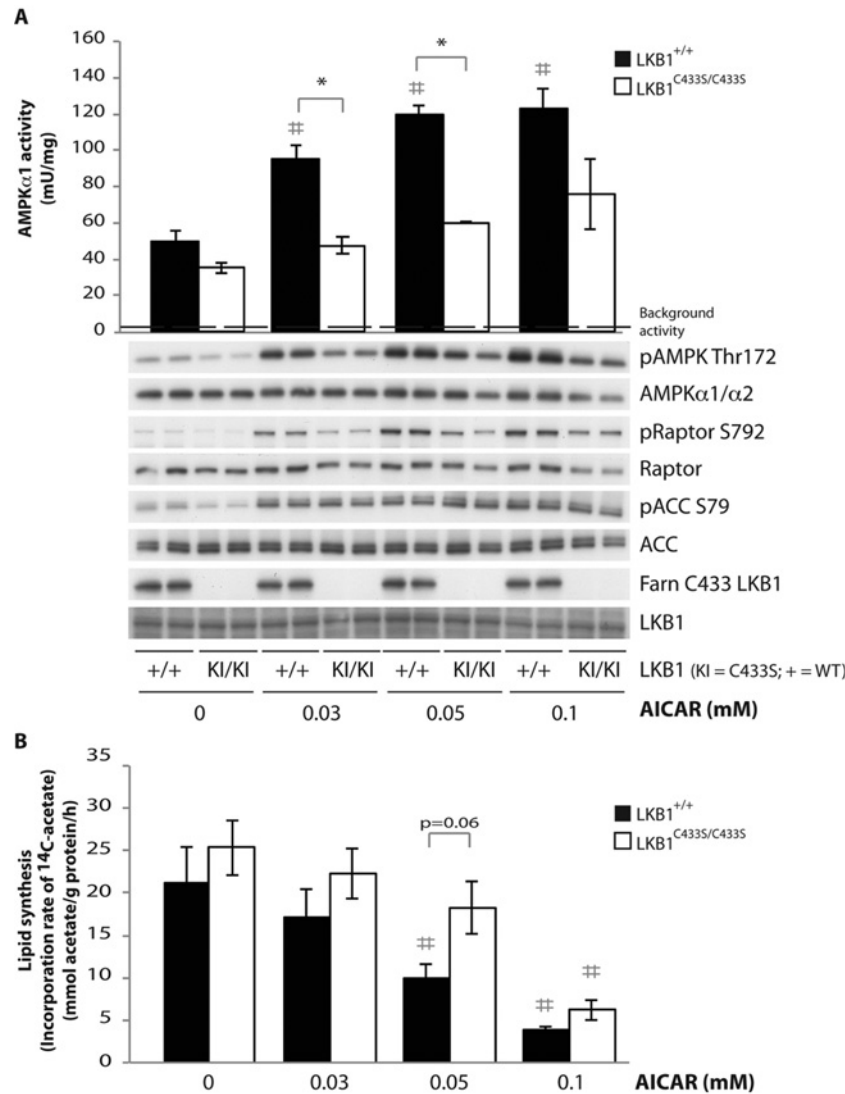 A
LKB1+/+
LKB1C433S/C433S
AMPKα1 activity
(mU/mg)
160
140
120
100
80
60
40
20
0
*
*
#
#
#
Background
activity
pAMPK Thr172
AMPKα1/α2
pRaptor S792
Raptor
pACC S79
ACC
Farn C433 LKB1
LKB1
+/+ KI/KI +/+ KI/KI +/+ KI/KI +/+ KI/KI LKB1 (KI = C433S; + = WT)
0 0.03 0.05 0.1 AICAR (mM)
B
LKB1+/+
LKB1C433S/C433S
Lipid synthesis
(Incorporation rate of 14C-acetate)
(mmol acetate/g protein/h)
35
30
25
20
15
10
5
0
p=0.06
#
#
#
0 0.03 0.05 0.1 AICAR (mM)